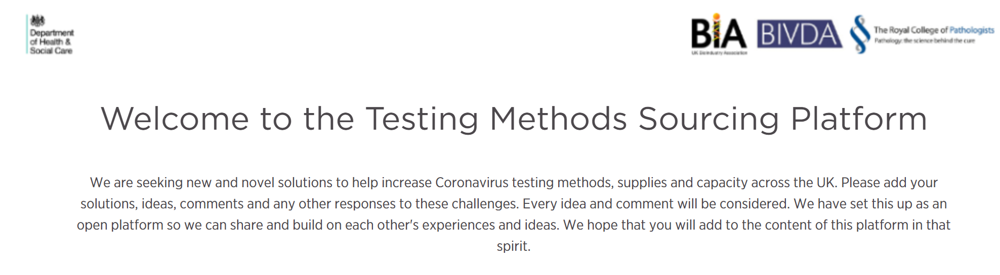 Department
of Health &
Social Care
BiA
UK BioIndustry Association
BIVDA
The Royal College of Pathologists
Pathology: the science behind the cure
Welcome to the Testing Methods Sourcing Platform
We are seeking new and novel solutions to help increase Coronavirus testing methods, supplies and capacity across the UK. Please add your
solutions, ideas, comments and any other responses to these challenges. Every idea and comment will be considered. We have set this up as an
open platform so we can share and build on each other's experiences and ideas. We hope that you will add to the content of this platform in that
spirit.